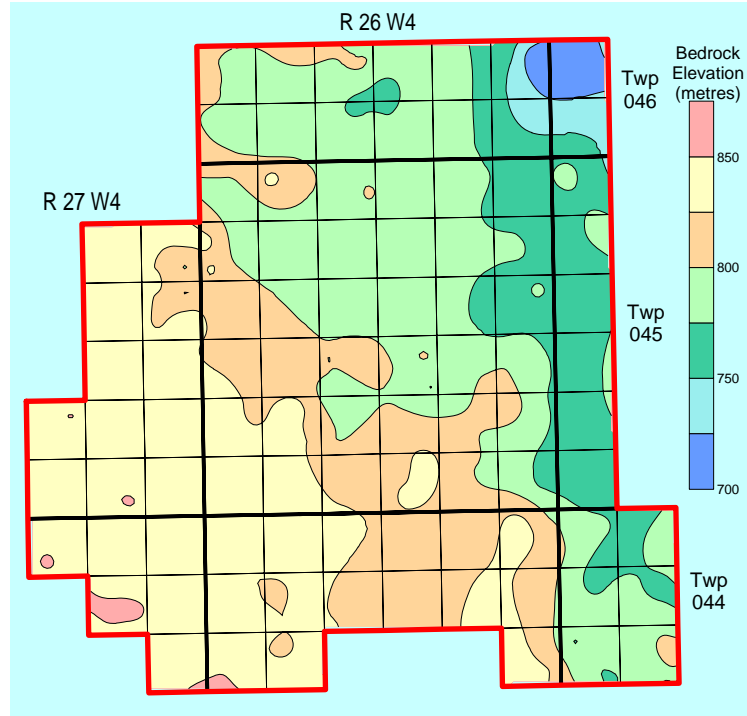 R 26 W4
Bedrock
Elevation
(metres)
Twp
046
850
R 27 W4
800
Twp
045
750
700
Twp
044